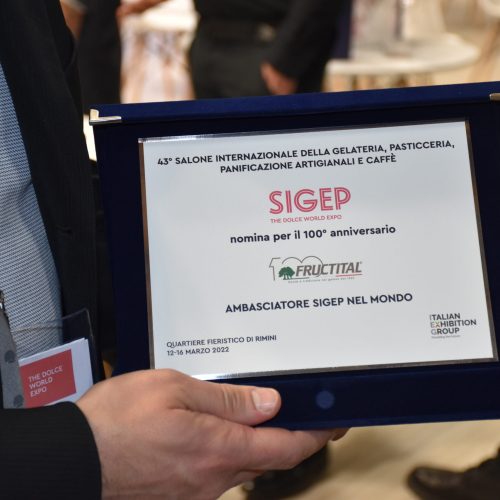 43° SALONE INTERNAZIONALE DELLA GELATERIA, PASTICCERIA,
PANIFICAZIONE ARTIGIANALI E CAFFÈ
SIGEP
THE DOLCE WORLD EXPO
nomina per il 100° anniversario
100 FRUCTITAL®
AMBASCIATORE SIGEP NEL MONDO
QUARTIERE FIERISTICO DI RIMINI
12-16 MARZO 2022
ITALIAN
EXHIBITION
GROUP
THE DOLCE
WORLD
EXPO